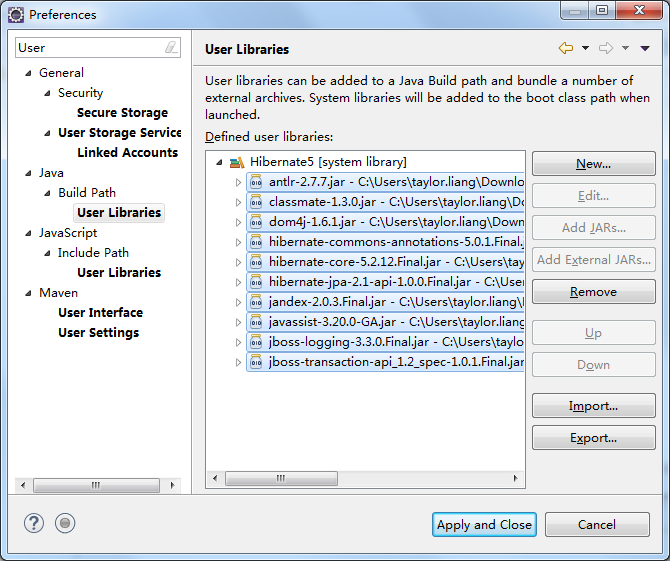 Preferences
User
General
Security
Secure Storage
User Storage Service
Linked Accounts
Java
Build Path
User Libraries
JavaScript
Include Path
User Libraries
Maven
User Interface
User Settings
User Libraries
User libraries can be added to a Java Build path and bundle a number of
external archives. System libraries will be added to the boot class path when
launched.
Defined user libraries:
Hibernate5 [system library]
antlr-2.7.7.jar - C:\Users\taylor.liang\Downlo
classmate-1.3.0.jar - C:\Users\taylor.liang\
dom4j-1.6.1.jar - C:\Users\taylor.liang\Down
hibernate-commons-annotations-5.0.1.Final.
hibernate-core-5.2.12.Final.jar - C:\Users\tay
hibernate-jpa-2.1-api-1.0.0.Final.jar - C:\User
jandex-2.0.3.Final.jar - C:\Users\taylor.liang\
javassist-3.20.0-GA.jar - C:\Users\taylor.liang
jboss-logging-3.3.0.Final.jar - C:\Users\taylor
jboss-transaction-api_1.2_spec-1.0.1.Final.jar
New...
Edit...
Add JARs...
Add External JARs...
Remove
Up
Down
Import...
Export...
Apply and Close
Cancel